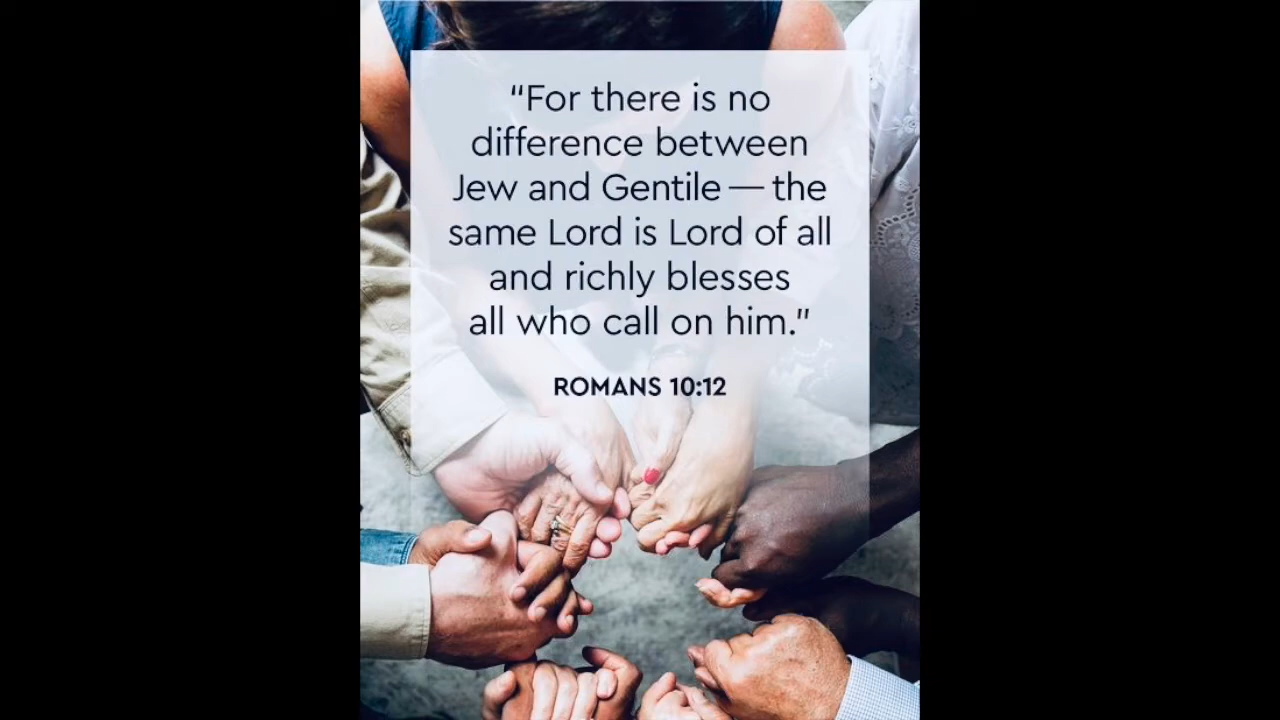 “For there is no
difference between
Jew and Gentile — the
same Lord is Lord of all
and richly blesses
all who call on him.”
ROMANS 10:12